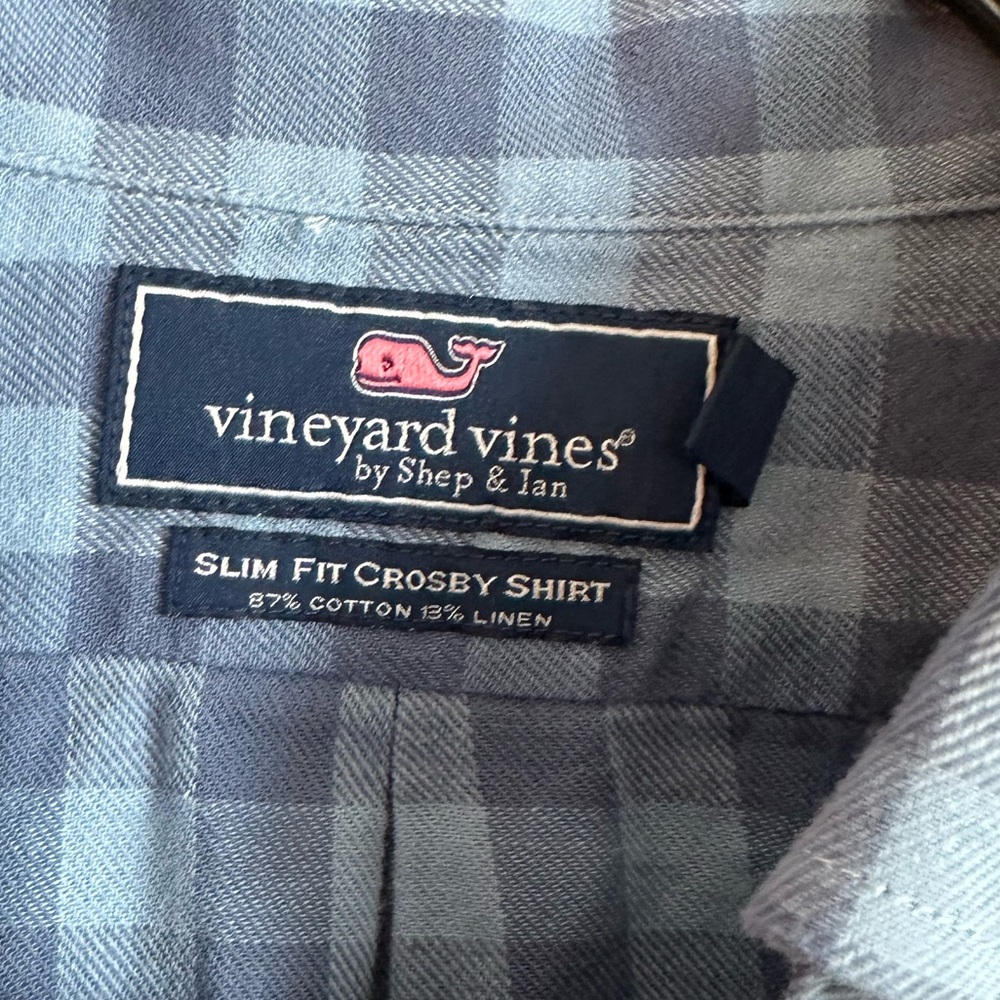 vineyard vines®
by Shep & Ian
SLIM FIT CROSBY SHIRT
87% COTTON 13% LINEN